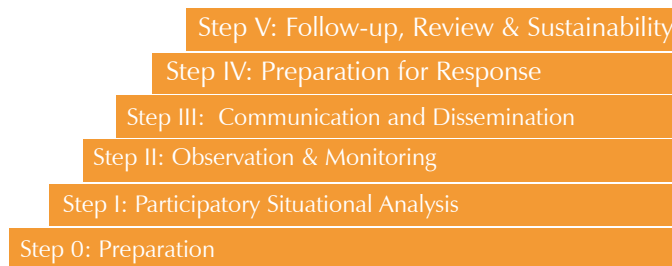 Step V: Follow-up, Review & Sustainability
Step IV: Preparation for Response
Step III:  Communication and Dissemination
Step II: Observation & Monitoring
Step I: Participatory Situational Analysis
Step 0: Preparation